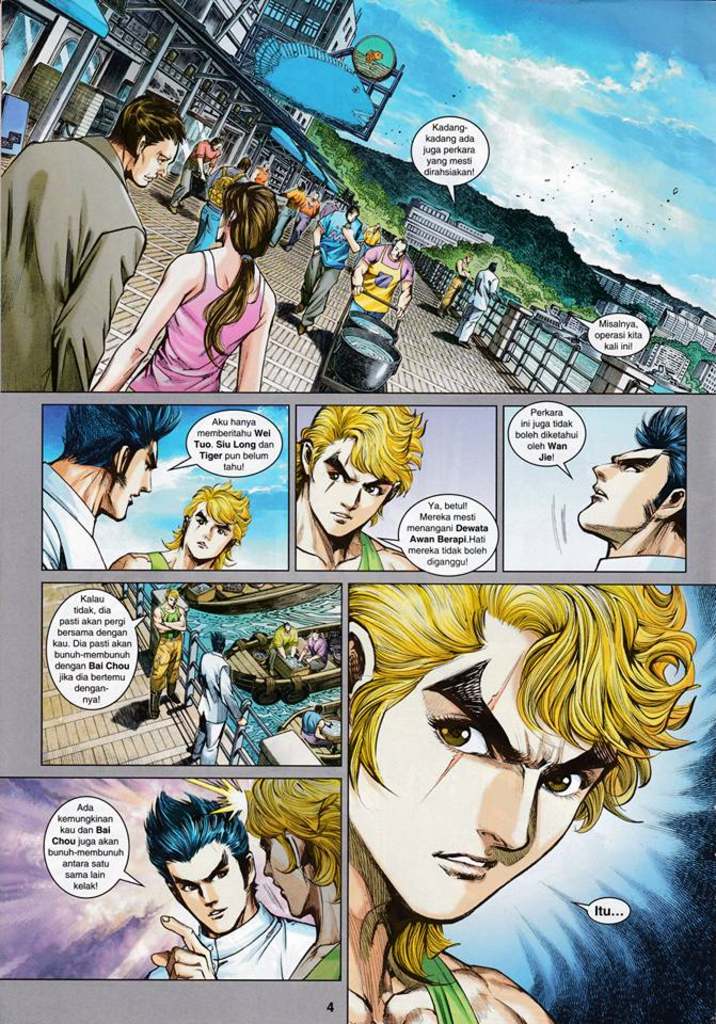 Kadang-
kadang ada
juga perkara
yang mesti
dirahsiakan!
Misalnya,
operasi kita
kali ini!
Aku hanya
memberitahu Wei
Tuo. Siu Long dan
Tiger pun belum
tahu!
Ya, betul!
Mereka mesti
menangani Dewata
Awan Berapi.Hati
mereka tidak boleh
diganggu!
Perkara
ini juga tidak
boleh diketahui
oleh Wan
Jie!
Kalau
tidak, dia
pasti akan pergi
bersama dengan
kau. Dia pasti akan
bunuh-membunuh
dengan Bai Chou
jika dia bertemu
dengan-
nya!
Ada
kemungkinan
kau dan Bai
Chou juga akan
bunuh-membunuh
antara satu
sama lain
kelak!
Itu...
4